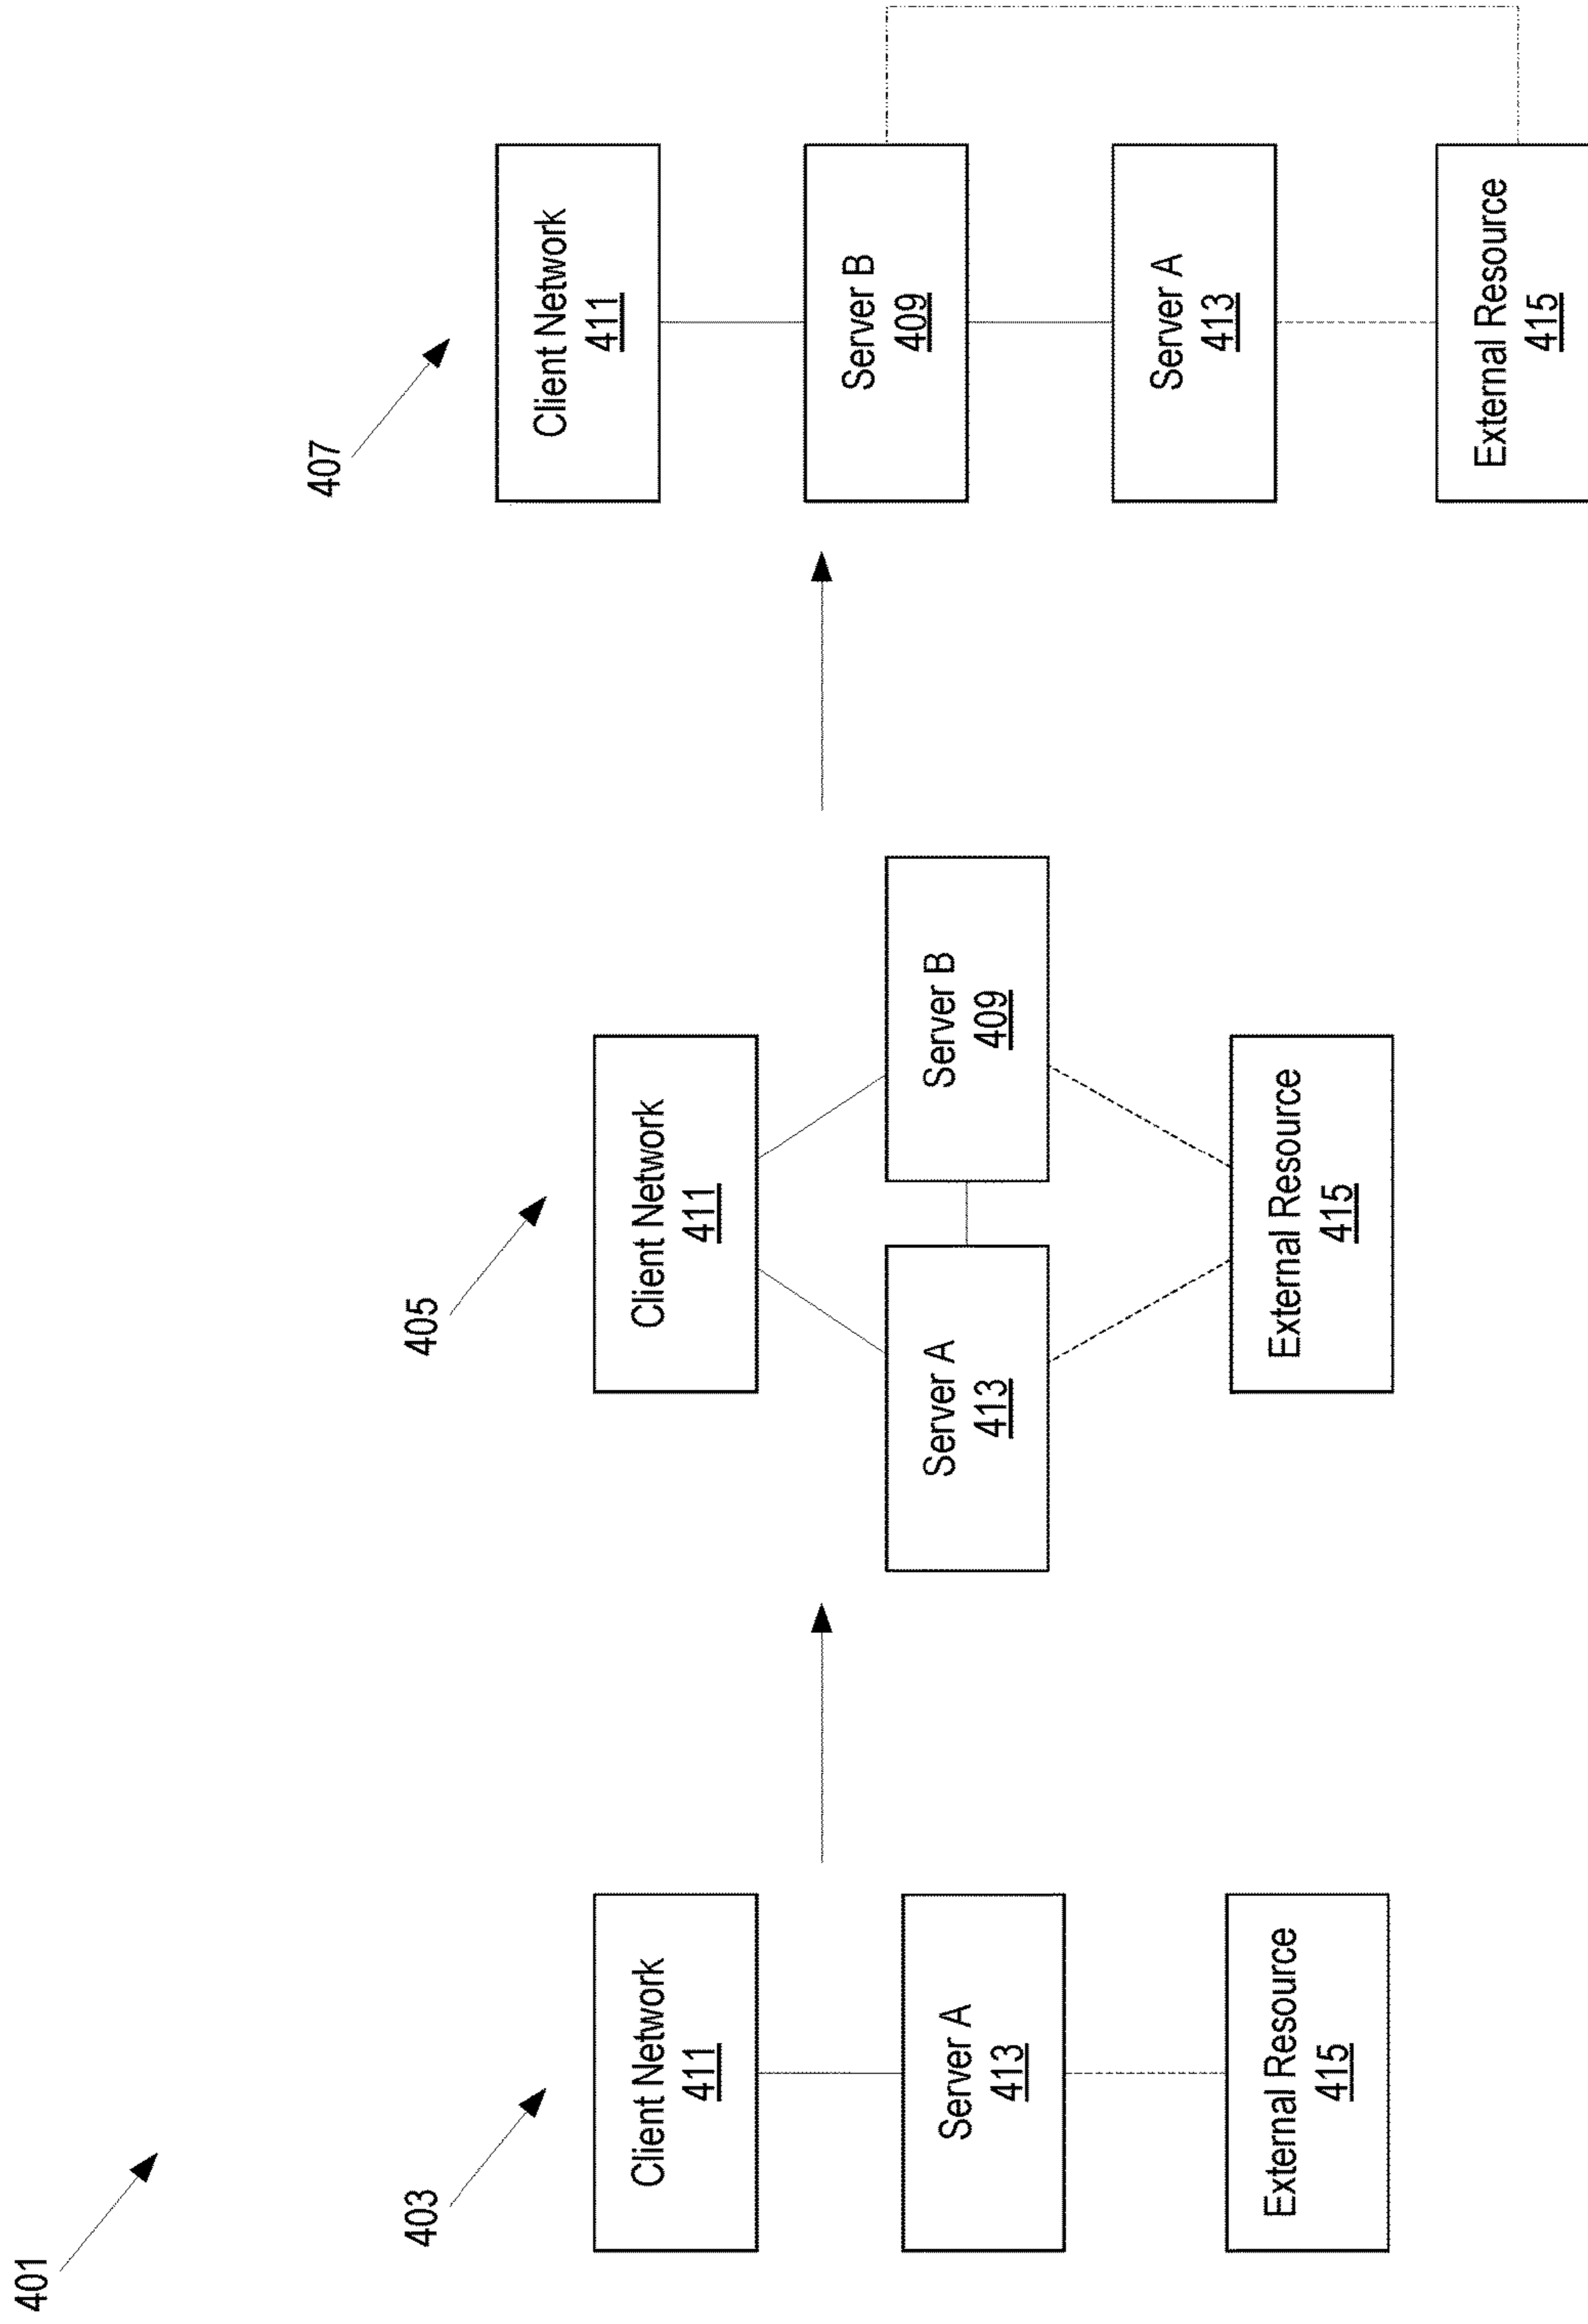 401
403
Client Network
411
Server A
413
External Resource
415
405
Client Network
411
Server A
413
Server B
409
External Resource
415
407
Client Network
411
Server B
409
Server A
413
External Resource
415